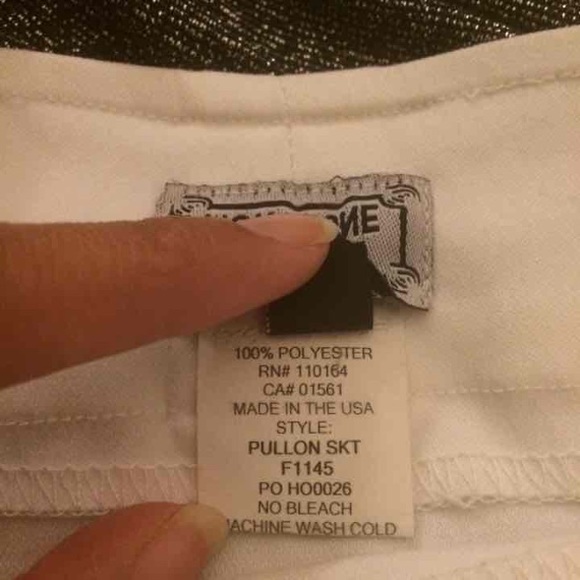 100% POLYESTER
RN# 110164
CA# 01561
MADE IN THE USA
STYLE:
PULLON SKT
F1145
PO HO0026
NO BLEACH
MACHINE WASH COLD